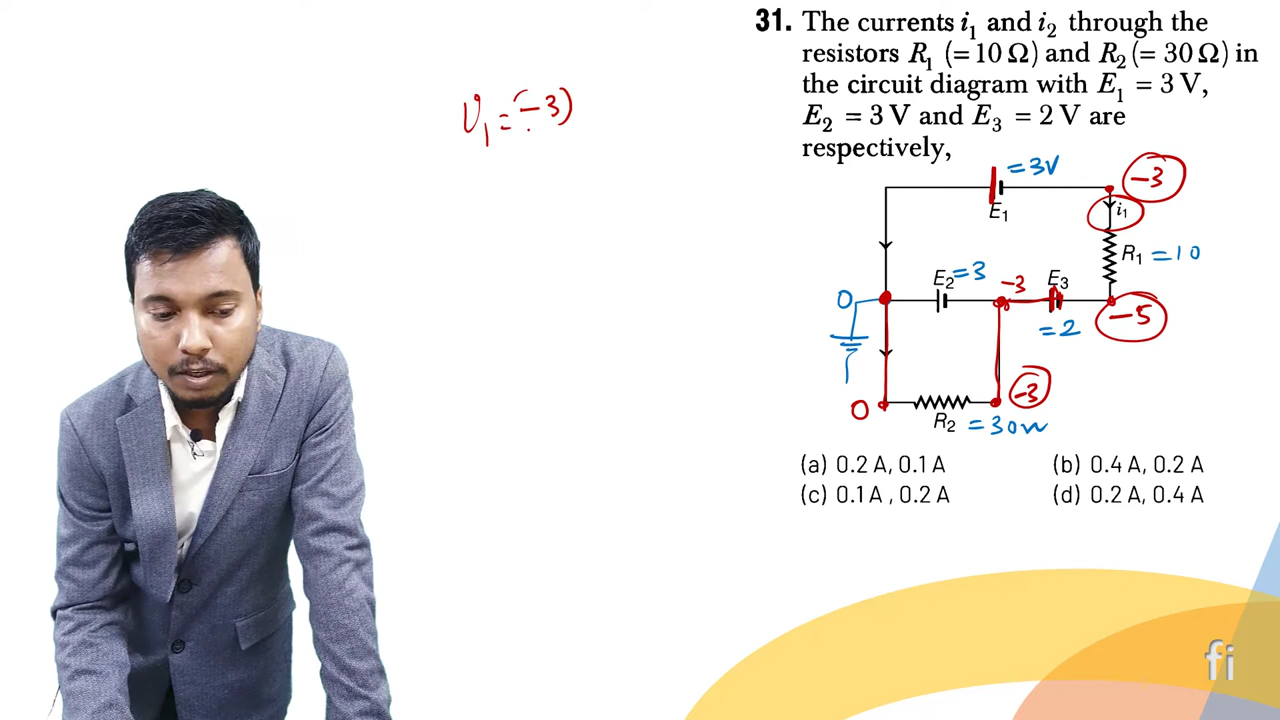 31. The currents i₁ and i₂ through the
resistors R₁ (= 10 Ω) and R₂ (= 30 Ω) in
the circuit diagram with E₁ = 3 V,
E₂ = 3 V and E₃ = 2 V are
respectively,
V₁ = (-3)
= 3V
-3
E₁
i₁
R₁ = 10
E₂ = 3
-3
E₃
0
= 2
-5
-3
0
R₂ = 30
(a) 0.2 A, 0.1 A
(b) 0.4 A, 0.2 A
(c) 0.1 A , 0.2 A
(d) 0.2 A, 0.4 A
fi